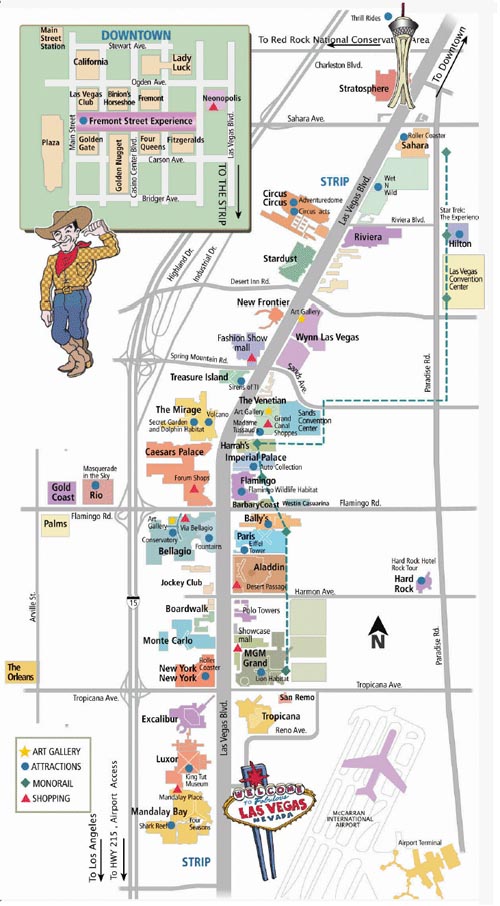 Thrill Rides
To Red Rock National Conservation Area
To Downtown
Charleston Blvd.
Stratosphere
Sahara Ave.
DOWNTOWN
Main
Street
Station
Stewart Ave.
California
Lady
Luck
Ogden Ave.
Las Vegas
Club
Binion's
Horseshoe
Fremont
Neonopolis
Main Street
Fremont Street Experience
Plaza
Golden
Gate
Golden Nugget
Casino Center Blvd.
Four
Queens
Fitzgeralds
Carson Ave.
Bridger Ave.
Las Vegas Blvd.
TO THE STRIP
Roller Coaster
Sahara
STRIP
Las Vegas Blvd.
Wet
N
Wild
Circus
Circus
Adventuredome
Circus acts
Riviera Blvd.
Riviera
Star Trek:
The Experience
Hilton
Las Vegas
Convention
Center
Stardust
Highland Dr.
Industrial Dr.
Desert Inn Rd.
New Frontier
Art Gallery
Wynn Las Vegas
Fashion Show
mall
Spring Mountain Rd.
Sands Ave.
Paradise Rd.
Treasure Island
Sirens of TI
The Venetian
Art Gallery
Madame
Tussaud's
Grand
Canal
Shoppes
Sands
Convention
Center
The Mirage
Volcano
Secret Garden
and Dolphin Habitat
Harrah's
Caesars Palace
Imperial Palace
Auto Collection
Forum Shops
Flamingo
Flamingo Wildlife Habitat
Masquerade
in the Sky
Gold
Coast
Rio
Barbary Coast
Westin Casuarina
Flamingo Rd.
Flamingo Rd.
Palms
Art
Gallery
Via Bellagio
Conservatory
Fountains
Bellagio
Bally's
Paris
Eiffel
Tower
Aladdin
Desert Passage
Jockey Club
Hard Rock Hotel
Rock Tour
Hard
Rock
Harmon Ave.
Arville St.
15
Boardwalk
Polo Towers
Monte Carlo
Showcase
mall
MGM
Grand
Lion Habitat
N
Paradise Rd.
The
Orleans
New York
New York
Roller
Coaster
Tropicana Ave.
Tropicana Ave.
San Remo
Excalibur
Las Vegas Blvd.
Tropicana
Reno Ave.
Luxor
King Tut
Museum
Mandalay Place
Mandalay Bay
Shark Reef
Four
Seasons
STRIP
ART GALLERY
ATTRACTIONS
MONORAIL
SHOPPING
To Los Angeles
To HWY 215, Airport Access
WELCOME
TO Fabulous
LAS VEGAS
NEVADA
McCARRAN
INTERNATIONAL
AIRPORT
Airport Terminal